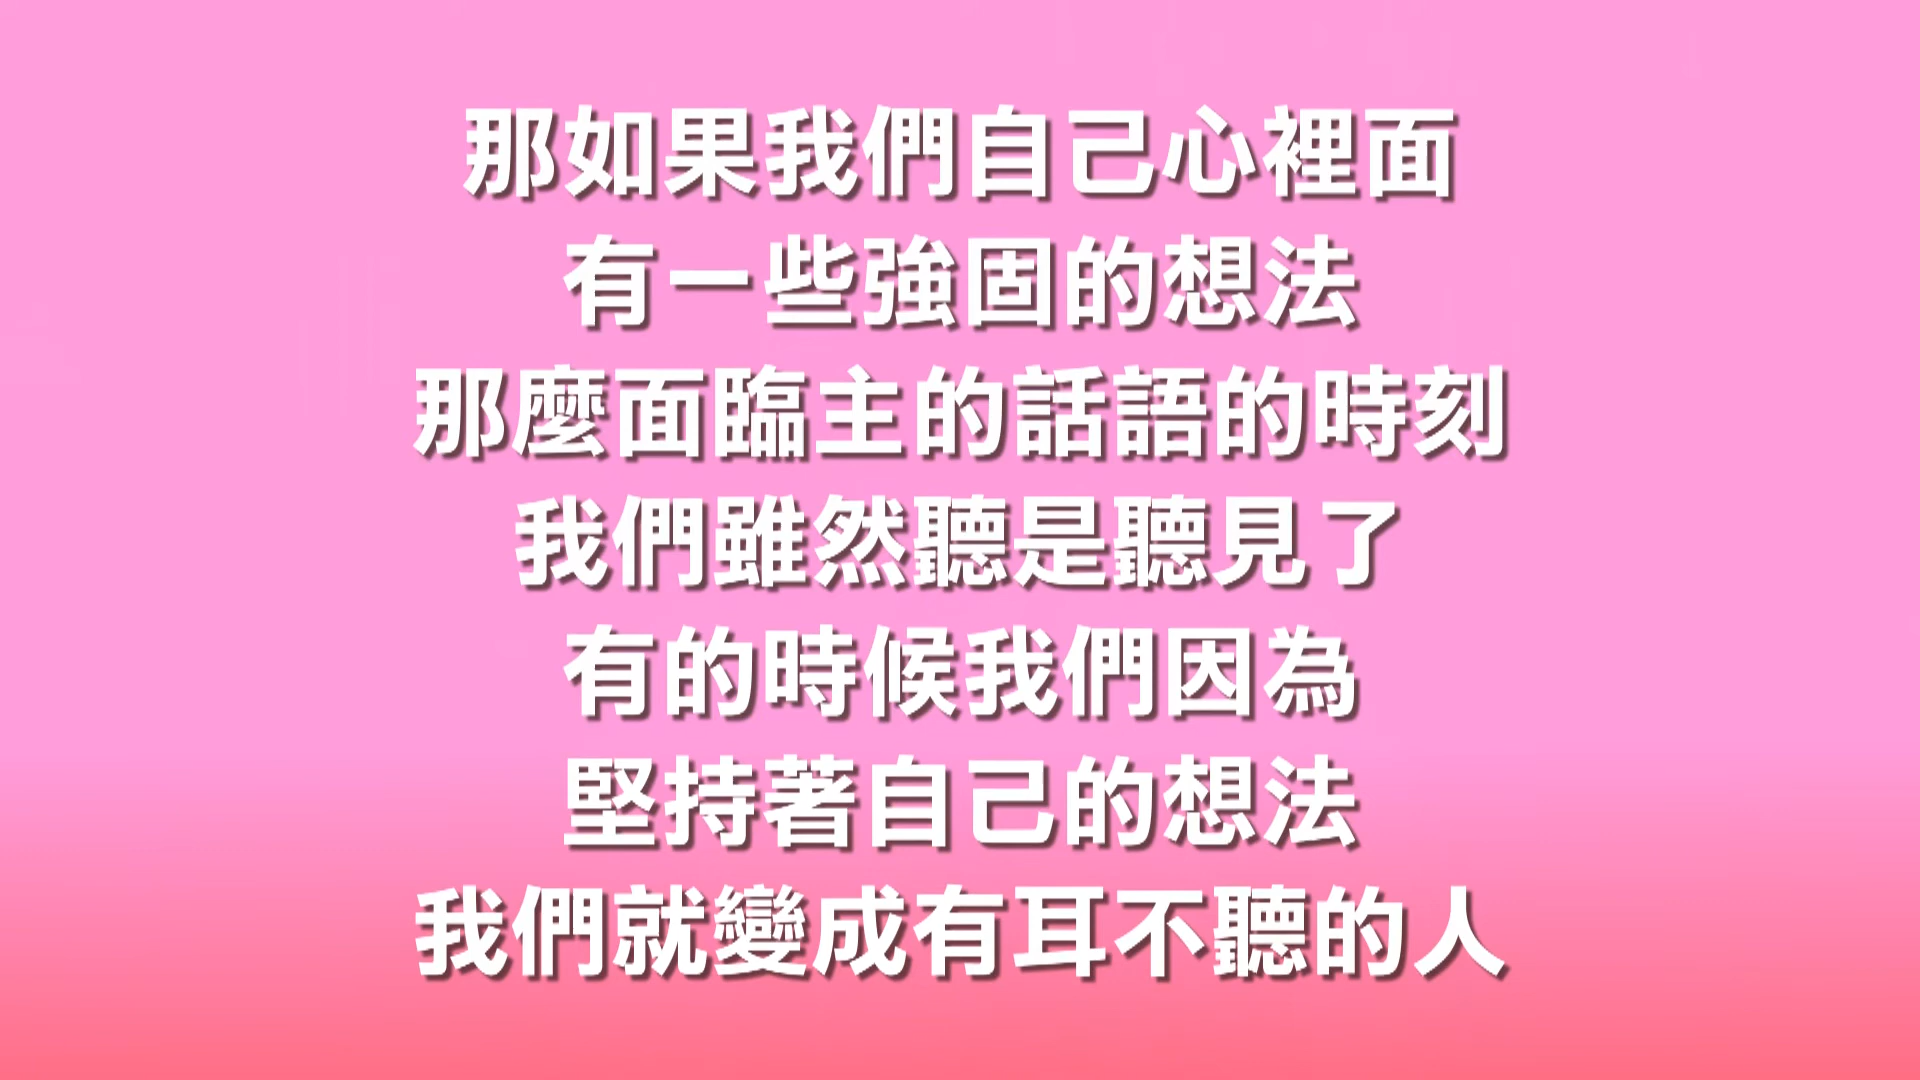 那如果我們自己心裡面
有一些強固的想法
那麼面臨主的話語的時刻
我們雖然聽是聽見了
有的時候我們因為
堅持著自己的想法
我們就變成有耳不聽的人